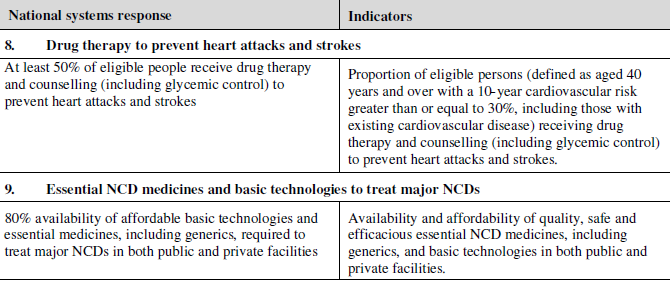 National systems response
Indicators
8. Drug therapy to prevent heart attacks and strokes
At least 50% of eligible people receive drug therapy
and counselling (including glycemic control) to
prevent heart attacks and strokes
Proportion of eligible persons (defined as aged 40
years and over with a 10-year cardiovascular risk
greater than or equal to 30%, including those with
existing cardiovascular disease) receiving drug
therapy and counselling (including glycemic control)
to prevent heart attacks and strokes.
9. Essential NCD medicines and basic technologies to treat major NCDs
80% availability of affordable basic technologies and
essential medicines, including generics, required to
treat major NCDs in both public and private facilities
Availability and affordability of quality, safe and
efficacious essential NCD medicines, including
generics, and basic technologies in both public and
private facilities.